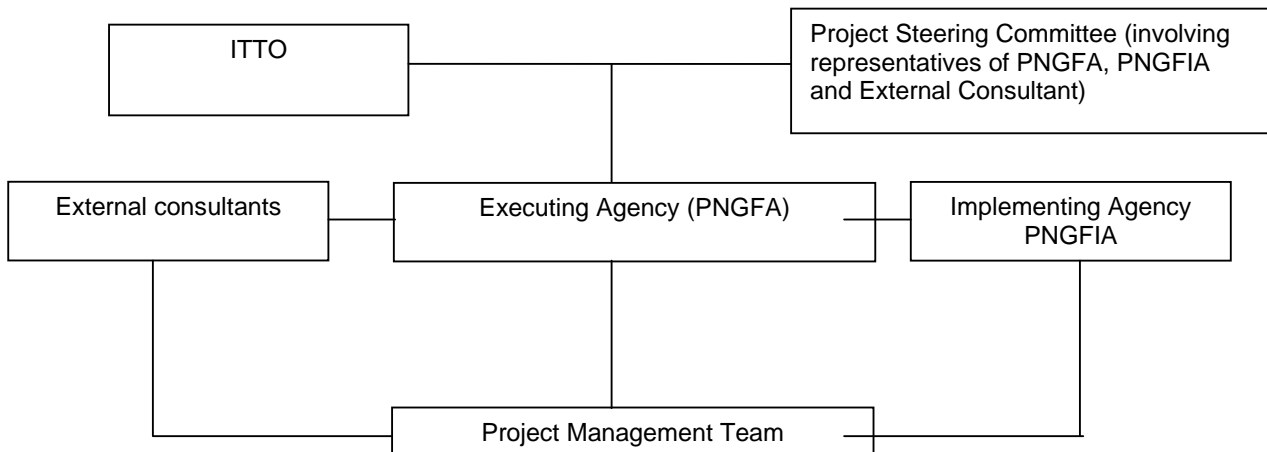 ITTO
Project Steering Committee (involving
representatives of PNGFA, PNGFIA
and External Consultant)
External consultants
Executing Agency (PNGFA)
Implementing Agency
PNGFIA
Project Management Team